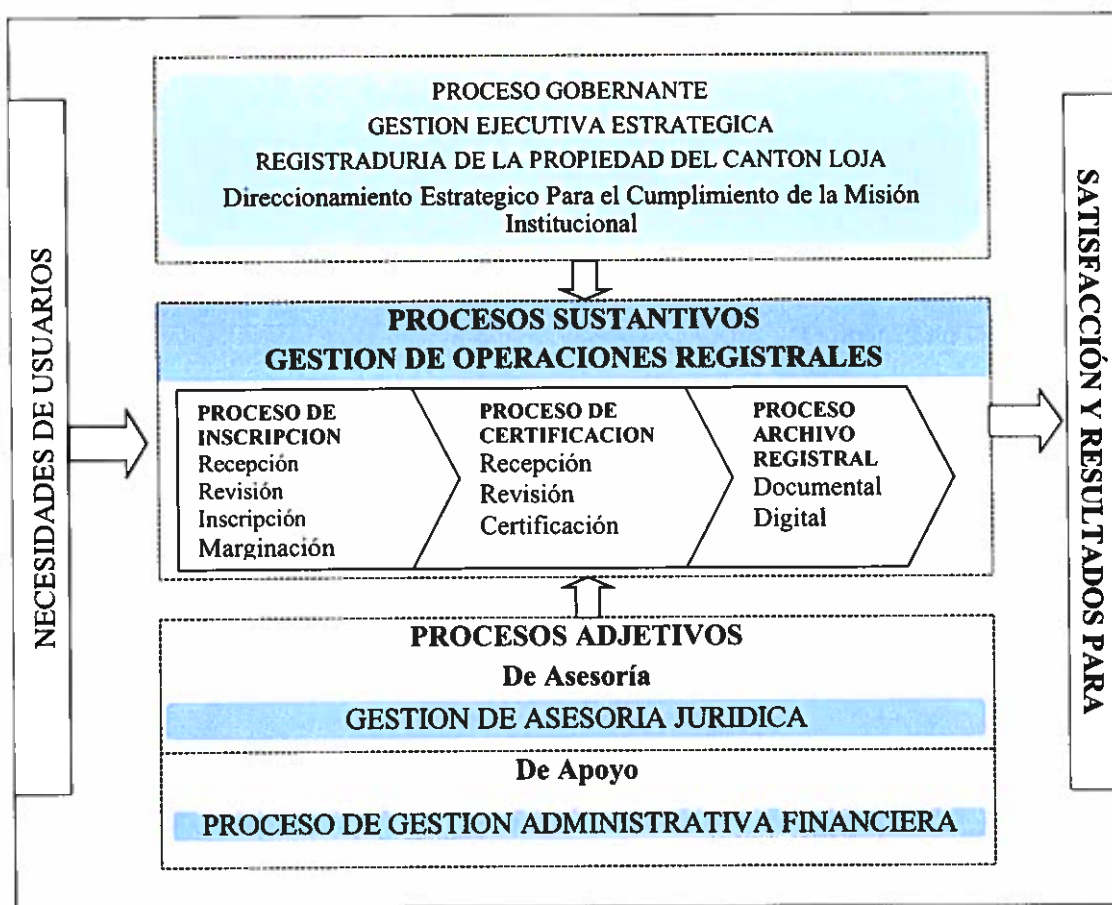 NECESIDADES DE USUARIOS
PROCESO GOBERNANTE
GESTION EJECUTIVA ESTRATEGICA
REGISTRADURIA DE LA PROPIEDAD DEL CANTON LOJA
Direccionamiento Estrategico Para el Cumplimiento de la Misión
Institucional
PROCESOS SUSTANTIVOS
GESTION DE OPERACIONES REGISTRALES
PROCESO DE
INSCRIPCION
Recepción
Revisión
Inscripción
Marginación
PROCESO DE
CERTIFICACION
Recepción
Revisión
Certificación
PROCESO
ARCHIVO
REGISTRAL
Documental
Digital
PROCESOS ADJETIVOS
De Asesoría
GESTION DE ASESORIA JURIDICA
De Apoyo
PROCESO DE GESTION ADMINISTRATIVA FINANCIERA
SATISFACCIÓN Y RESULTADOS PARA